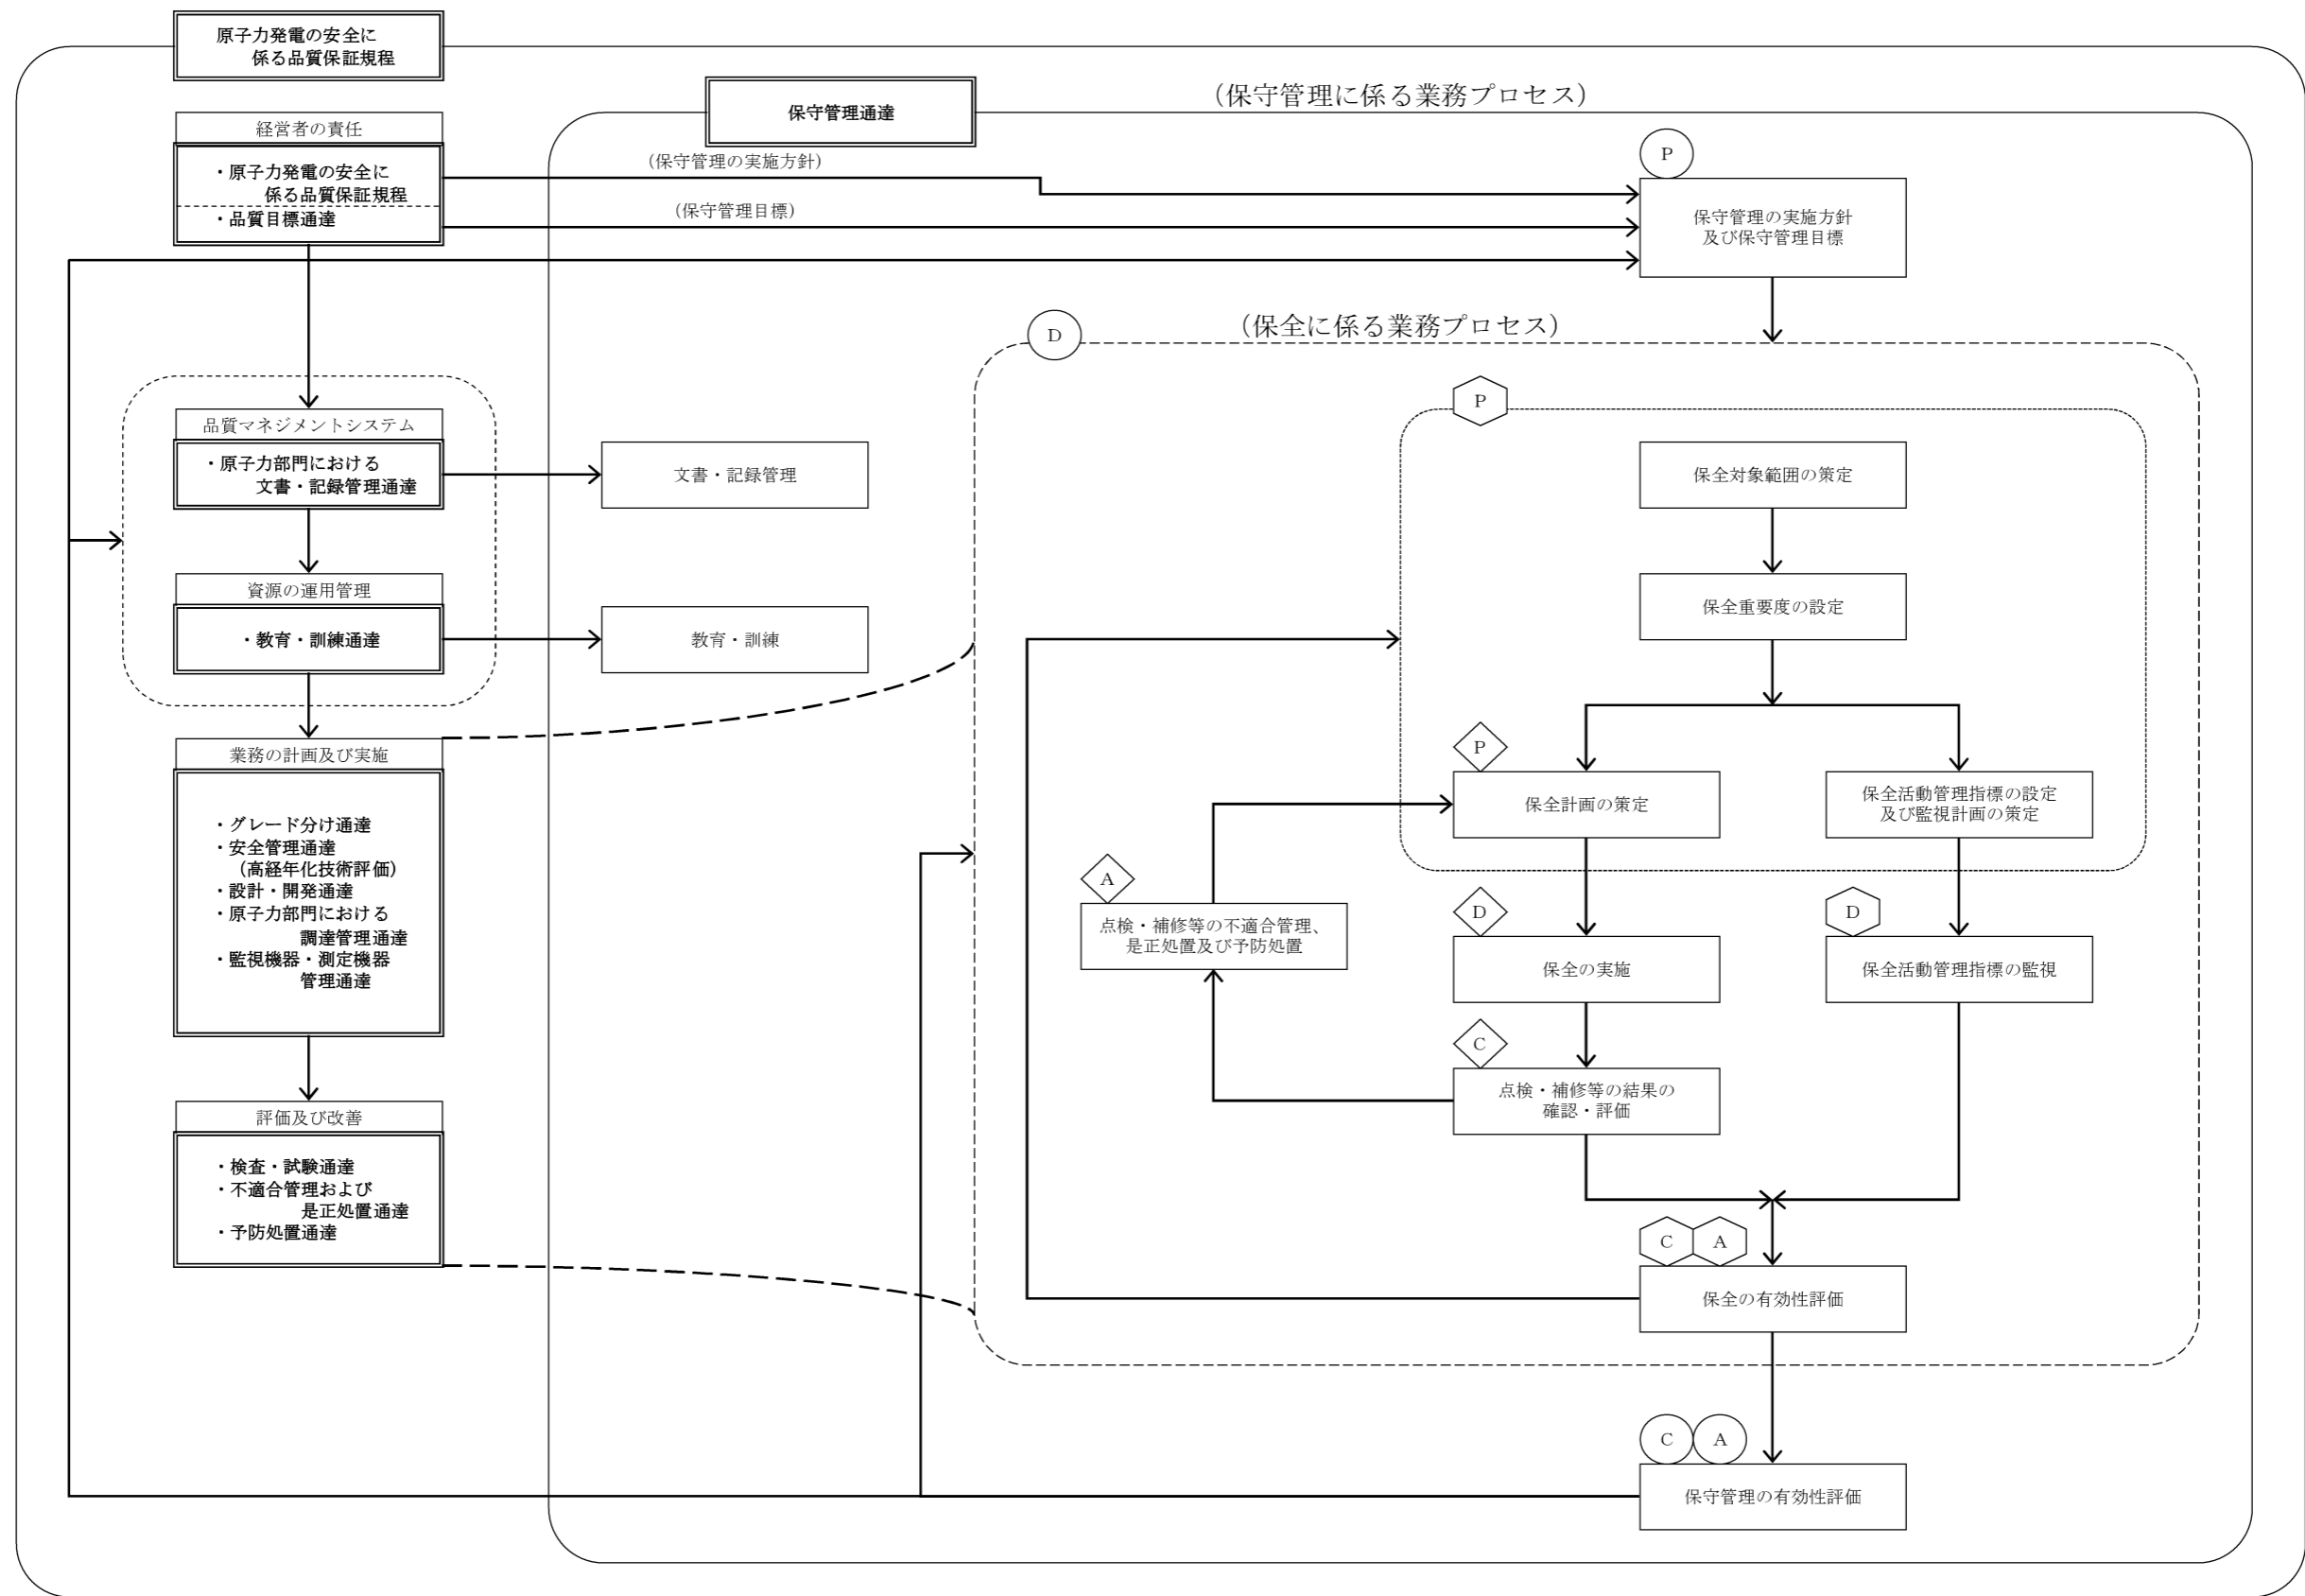 原子力発電の安全に
係る品質保証規程
保守管理通達
（保守管理に係る業務プロセス）
経営者の責任
・原子力発電の安全に
係る品質保証規程
・品質目標通達
（保守管理の実施方針）
（保守管理目標）
P
保守管理の実施方針
及び保守管理目標
D
（保全に係る業務プロセス）
品質マネジメントシステム
・原子力部門における
文書・記録管理通達
文書・記録管理
資源の運用管理
・教育・訓練通達
教育・訓練
業務の計画及び実施
・グレード分け通達
・安全管理通達
（高経年化技術評価）
・設計・開発通達
・原子力部門における
調達管理通達
・監視機器・測定機器
管理通達
評価及び改善
・検査・試験通達
・不適合管理および
是正処置通達
・予防処置通達
P
保全対象範囲の策定
保全重要度の設定
P
保全計画の策定
保全活動管理指標の設定
及び監視計画の策定
A
点検・補修等の不適合管理、
是正処置及び予防処置
D
保全の実施
D
保全活動管理指標の監視
C
点検・補修等の結果の
確認・評価
C
A
保全の有効性評価
C
A
保守管理の有効性評価